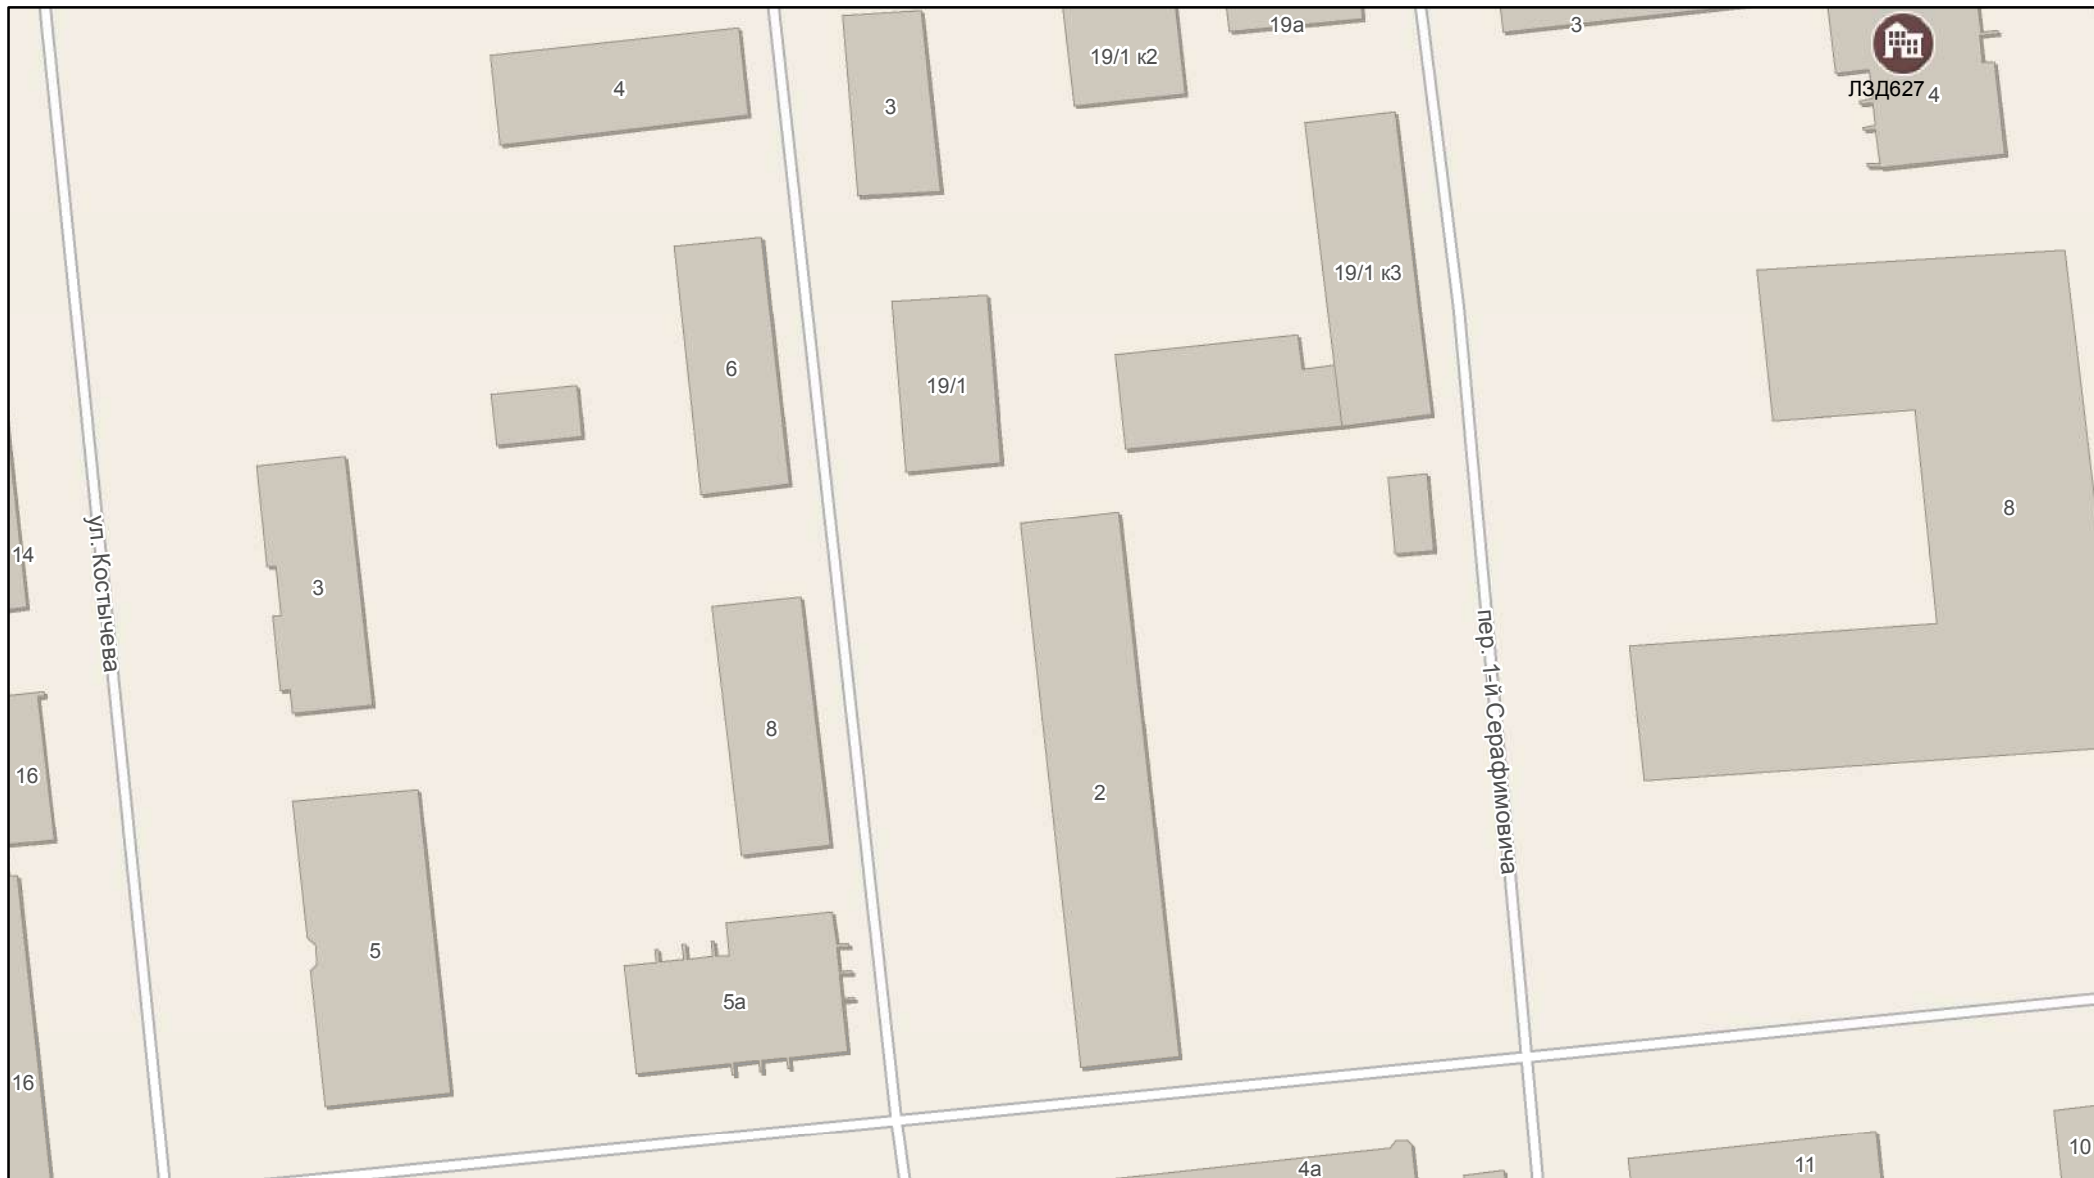 19а
3
19/1 к2
4
3
ЛЗД627
4
19/1 к3
6
19/1
8
14
3
ул. Костычева
пер. 1-й Серафимовича
8
16
2
5
5а
16
10
11
4а